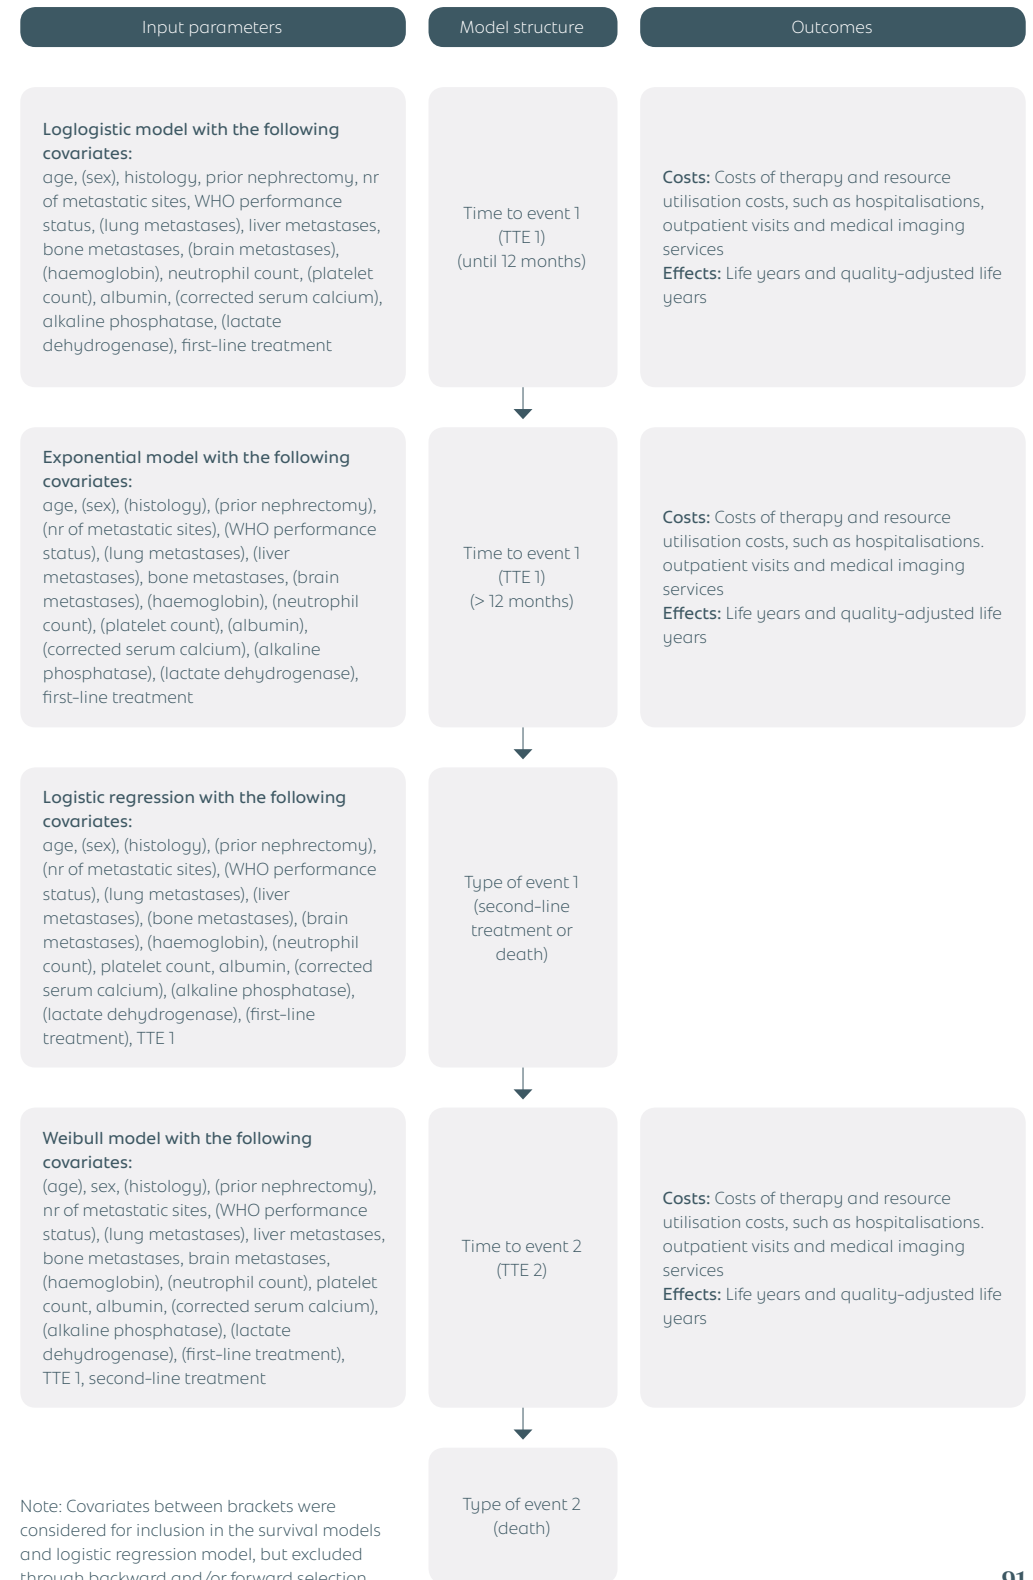 Input parameters
Model structure
Outcomes
Loglogistic model with the following
covariates:
age, (sex), histology, prior nephrectomy, nr
of metastatic sites, WHO performance
status, (lung metastases), liver metastases,
bone metastases, (brain metastases),
(haemoglobin), neutrophil count, (platelet
count), albumin, (corrected serum calcium),
alkaline phosphatase, (lactate
dehydrogenase), first-line treatment
Time to event 1
(TTE 1)
(until 12 months)
Costs: Costs of therapy and resource
utilisation costs, such as hospitalisations,
outpatient visits and medical imaging
services
Effects: Life years and quality-adjusted life
years
Exponential model with the following
covariates:
age, (sex), (histology), (prior nephrectomy),
(nr of metastatic sites), (WHO performance
status), (lung metastases), (liver
metastases), bone metastases, (brain
metastases), (haemoglobin), (neutrophil
count), (platelet count), (albumin),
(corrected serum calcium), (alkaline
phosphatase), (lactate dehydrogenase),
first-line treatment
Time to event 1
(TTE 1)
(> 12 months)
Costs: Costs of therapy and resource
utilisation costs, such as hospitalisations.
outpatient visits and medical imaging
services
Effects: Life years and quality-adjusted life
years
Logistic regression with the following
covariates:
age, (sex), (histology), (prior nephrectomy),
(nr of metastatic sites), (WHO performance
status), (lung metastases), (liver
metastases), (bone metastases), (brain
metastases), (haemoglobin), (neutrophil
count), platelet count, albumin, (corrected
serum calcium), (alkaline phosphatase),
(lactate dehydrogenase), (first-line
treatment), TTE 1
Type of event 1
(second-line
treatment or
death)
Weibull model with the following
covariates:
(age), sex, (histology), (prior nephrectomy),
nr of metastatic sites, (WHO performance
status), (lung metastases), liver metastases,
bone metastases, brain metastases,
(haemoglobin), (neutrophil count), platelet
count, albumin, (corrected serum calcium),
(alkaline phosphatase), (lactate
dehydrogenase), (first-line treatment),
TTE 1, second-line treatment
Time to event 2
(TTE 2)
Costs: Costs of therapy and resource
utilisation costs, such as hospitalisations.
outpatient visits and medical imaging
services
Effects: Life years and quality-adjusted life
years
Type of event 2
(death)
Note: Covariates between brackets were
considered for inclusion in the survival models
and logistic regression model, but excluded
through backward and/or forward selection
91